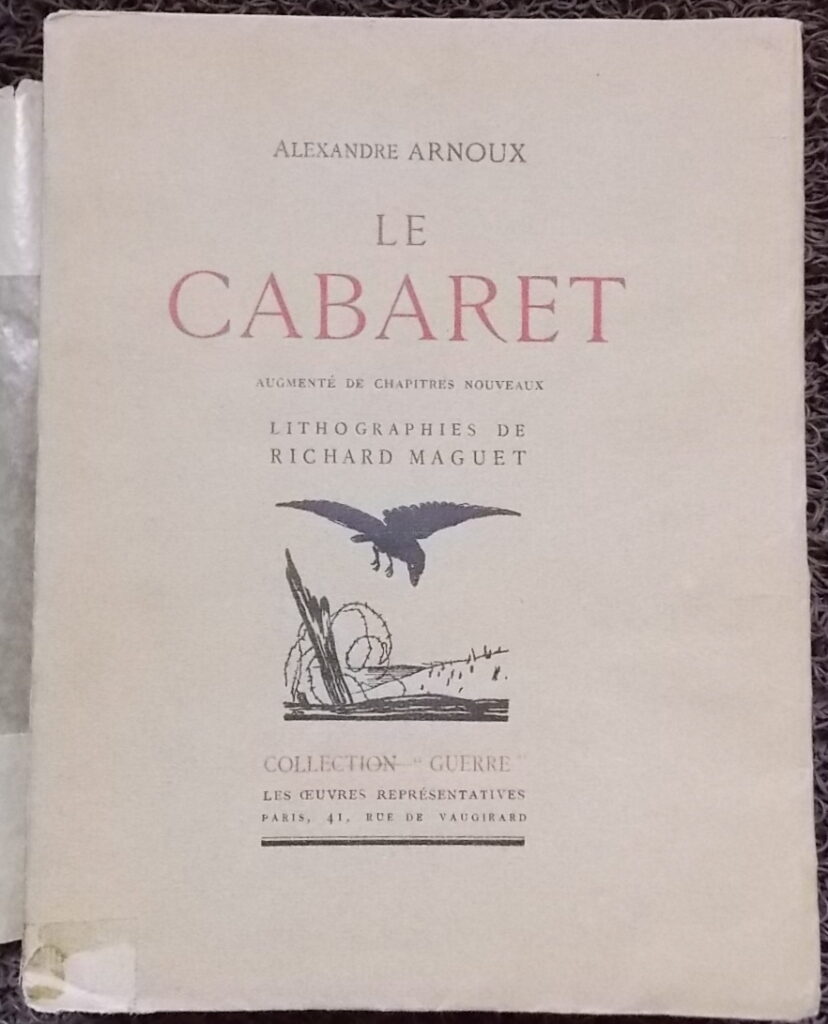 ALEXANDRE ARNOUX
LE
CABARET
AUGMENTÉ DE CHAPITRES NOUVEAUX
LITHOGRAPHIES DE
RICHARD MAGUET
COLLECTION "GUERRE"
LES ŒUVRES REPRÉSENTATIVES
PARIS, 41, RUE DE VAUGIRARD